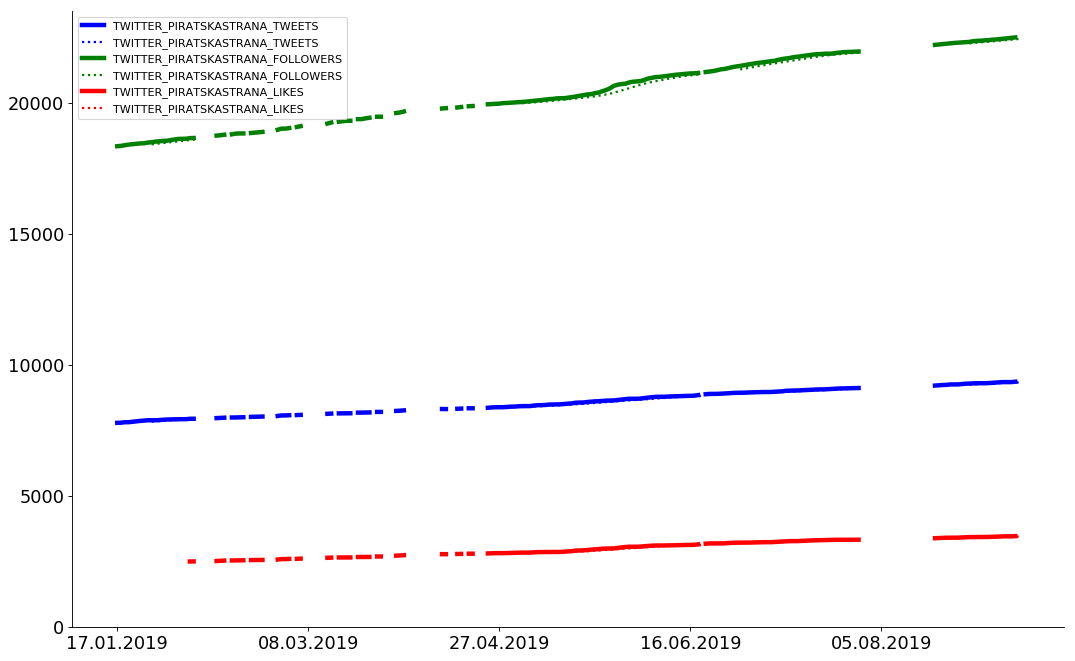 TWITTER_PIRATSKASTRANA_TWEETS
TWITTER_PIRATSKASTRANA_TWEETS
TWITTER_PIRATSKASTRANA_FOLLOWERS
TWITTER_PIRATSKASTRANA_FOLLOWERS
TWITTER_PIRATSKASTRANA_LIKES
TWITTER_PIRATSKASTRANA_LIKES
20000
15000
10000
5000
0
17.01.2019 08.03.2019 27.04.2019 16.06.2019 05.08.2019